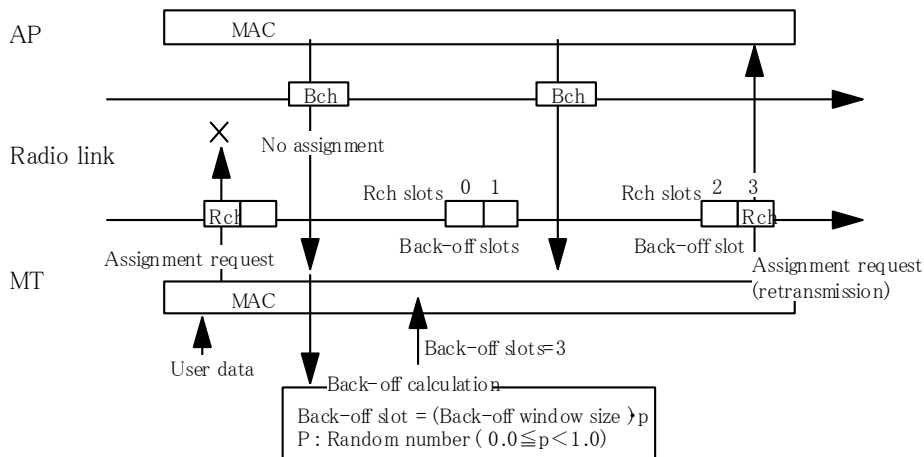 AP
MAC
Bch
Bch
No assignment
Radio link
Rch slots 0 1
Rch slots 2 3
Rch
Rch
Back-off slots
Back-off slot
Assignment request
Assignment request
(retransmission)
MT
MAC
Back-off slots=3
User data
Back-off calculation
Back-off slot = (Back-off window size)・p
P : Random number ( 0.0≦p<1.0)